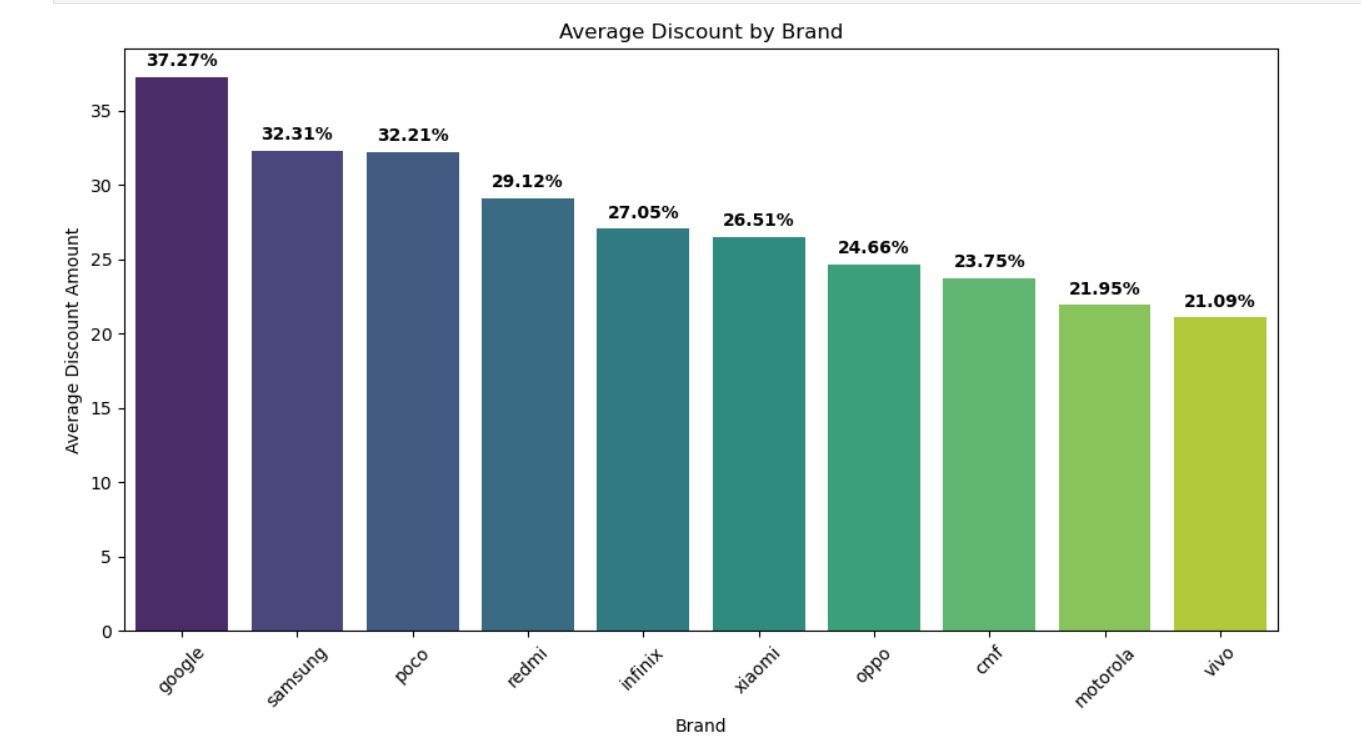 Average Discount by Brand
37.27%
32.31%
32.21%
29.12%
27.05%
26.51%
24.66%
23.75%
21.95%
21.09%
Average Discount Amount
35
30
25
20
15
10
5
0
google
samsung
poco
redmi
infinix
xiaomi
oppo
cmf
motorola
vivo
Brand